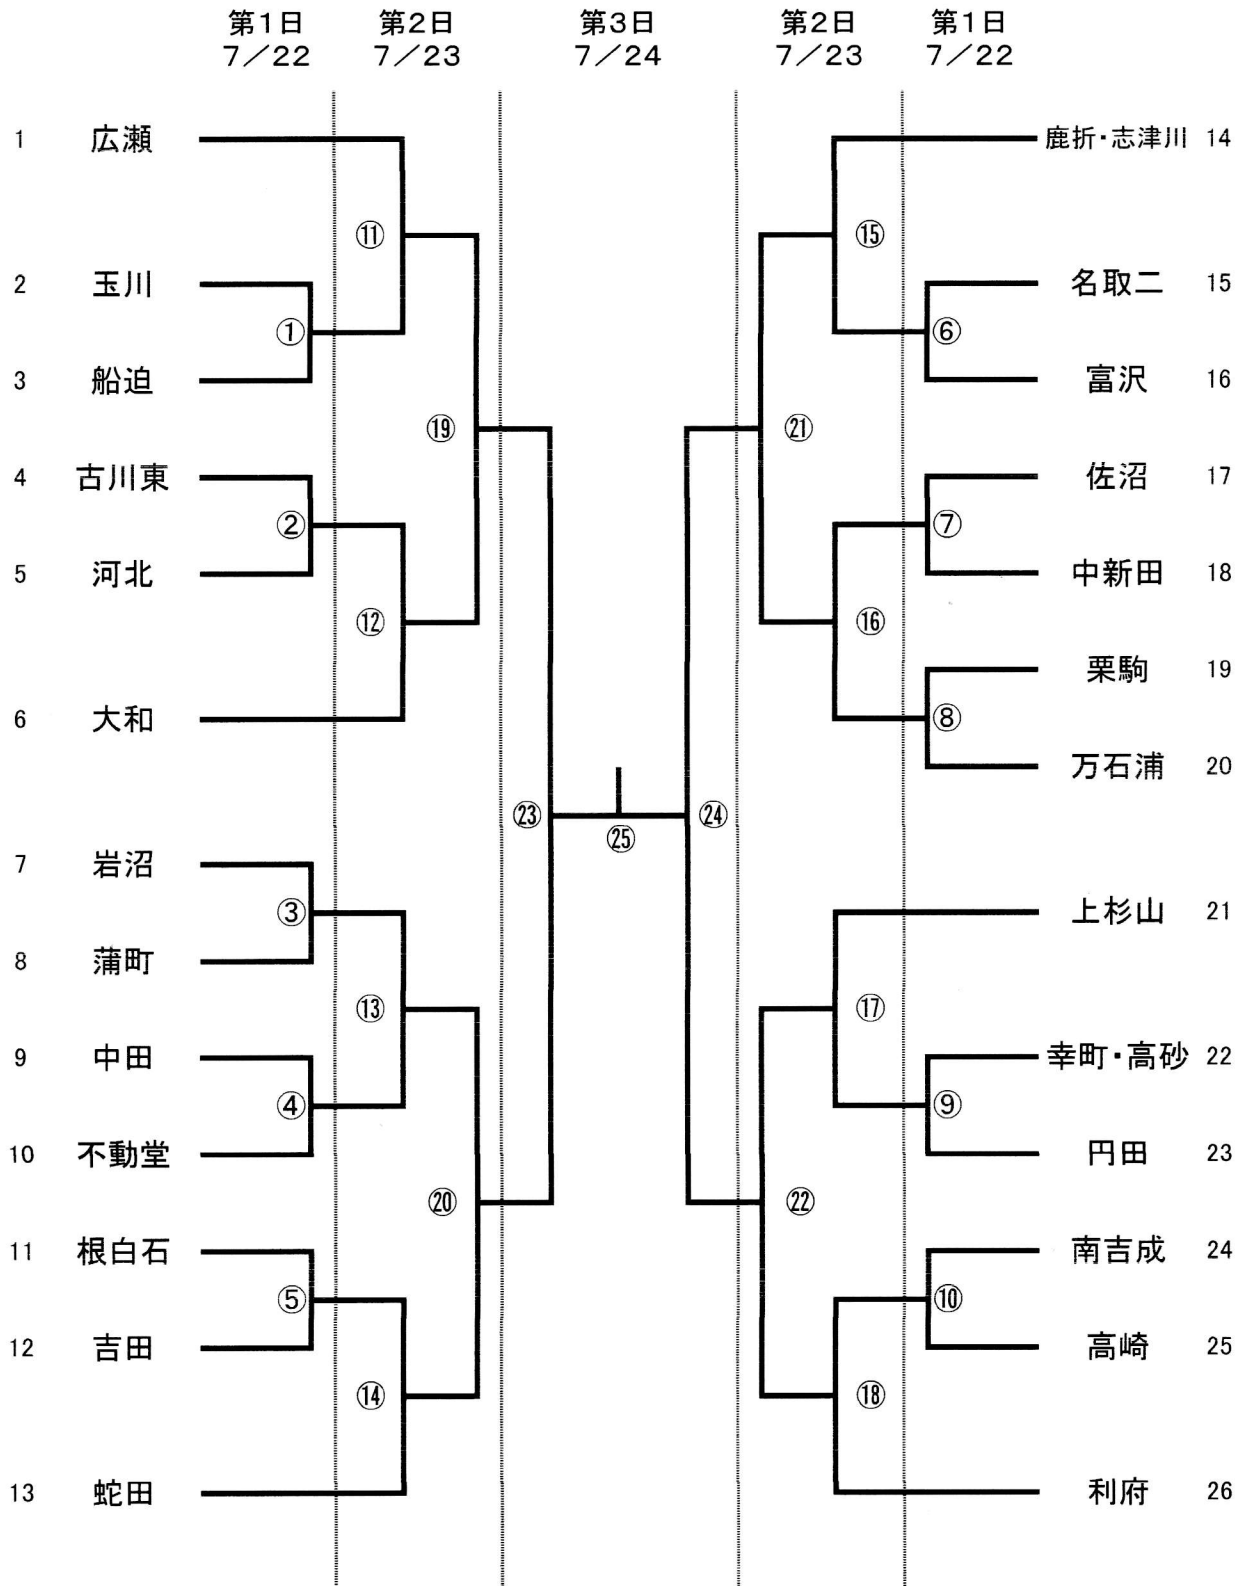 第1日 第2日 第3日 第2日 第1日
7／22 7／23 7／24 7／23 7／22
1 広瀬 鹿折・志津川 14
⑪ ⑮
2 玉川 名取二 15
① ⑥
3 船迫 富沢 16
⑲ ㉑
4 古川東 佐沼 17
② ⑦
5 河北 中新田 18
⑫ ⑯
栗駒 19
6 大和 ⑧
万石浦 20
㉓ ㉕ ㉔
7 岩沼
③ 上杉山 21
8 蒲町
⑬ ⑰
9 中田 幸町・高砂 22
④ ⑨
10 不動堂 円田 23
⑳ ㉒
11 根白石 南吉成 24
⑤ ⑩
12 吉田 高崎 25
⑭ ⑱
13 蛇田 利府 26